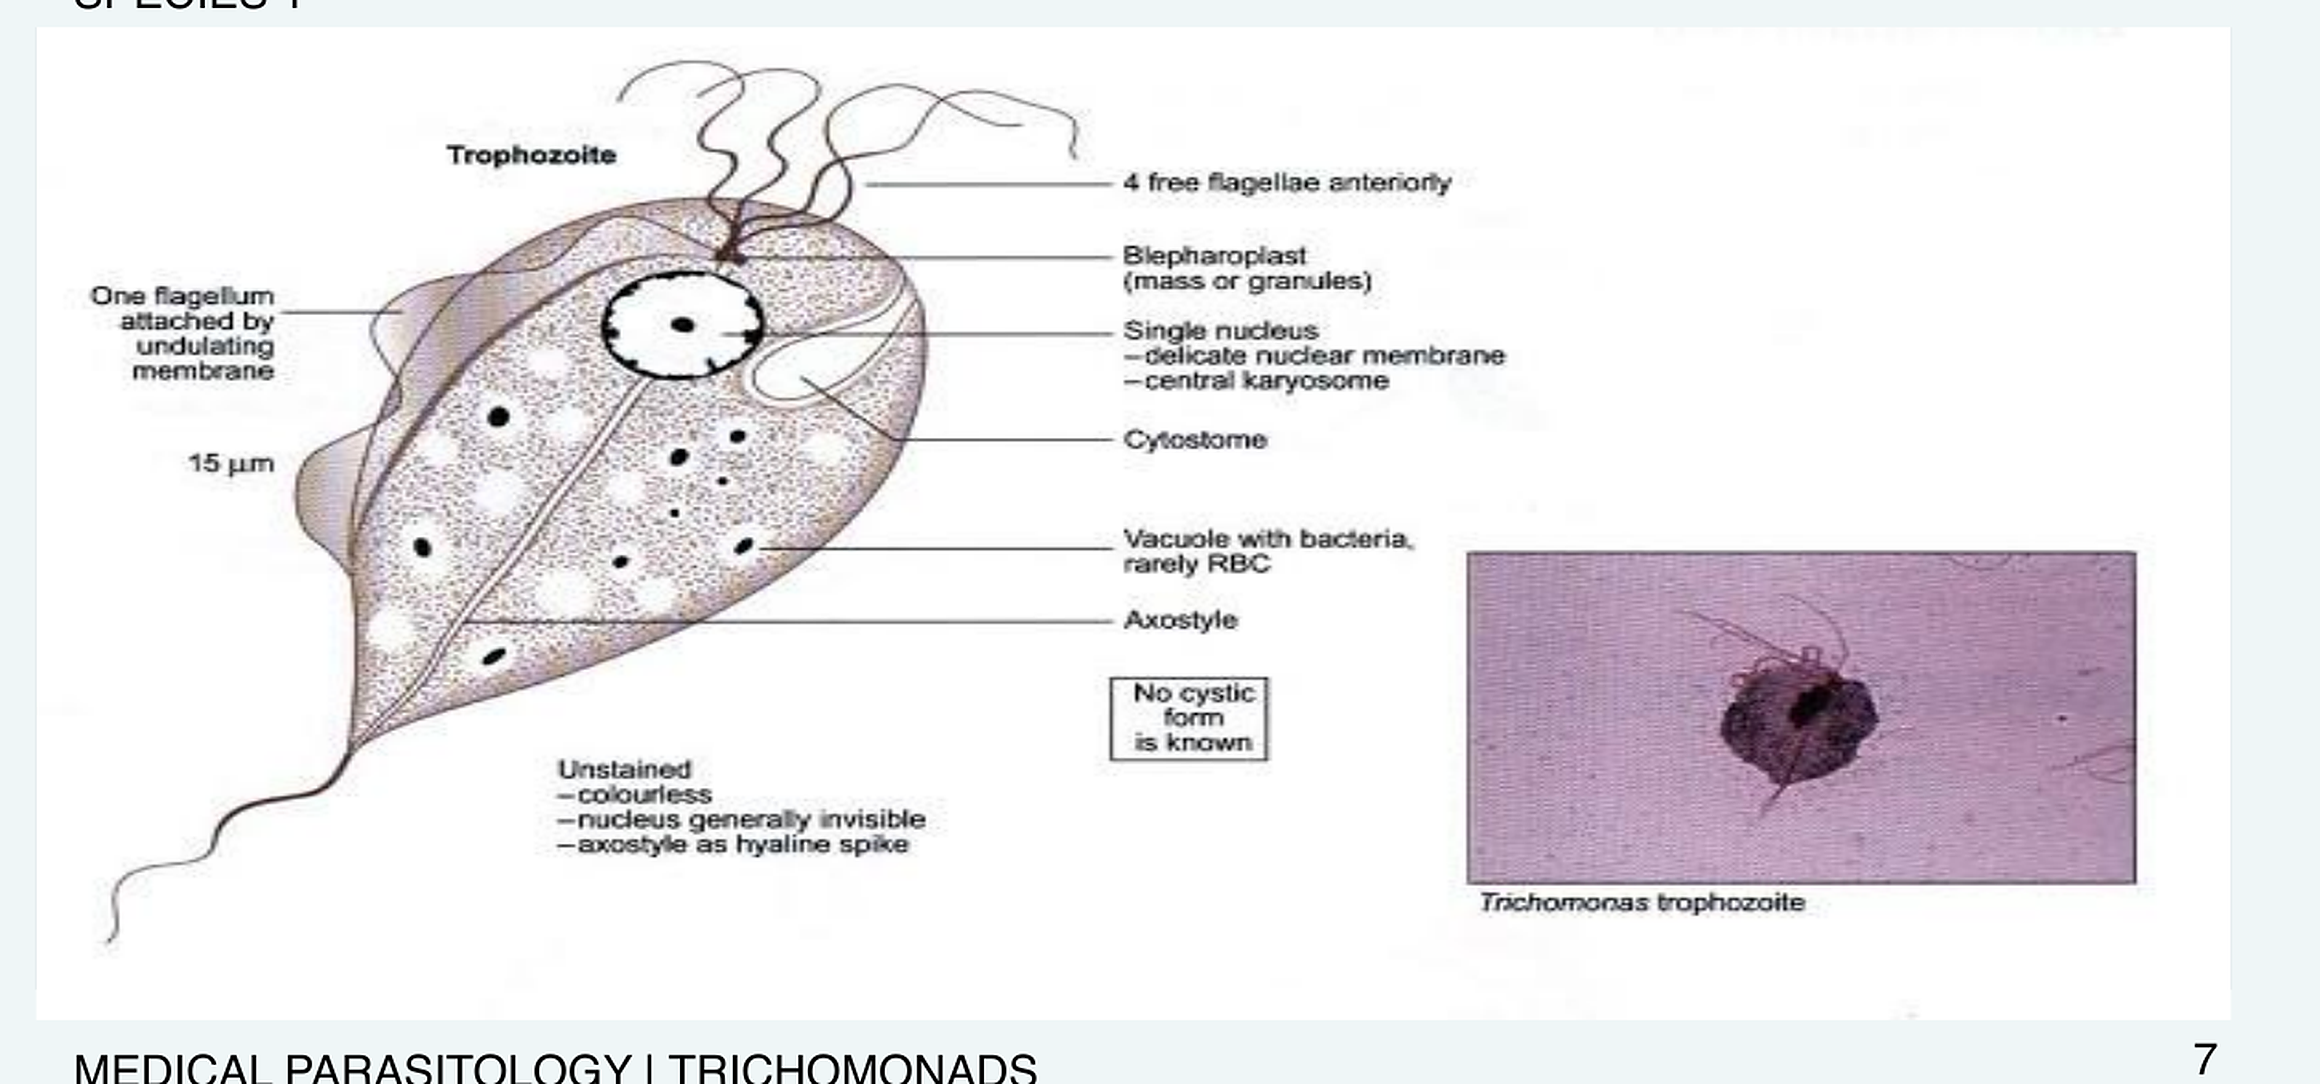 SPECIES 1
Trophozoite
4 free flagellae anteriorly
Blepharoplast
(mass or granules)
One flagellum
attached by
undulating
membrane
Single nucleus
–delicate nuclear membrane
–central karyosome
Cytostome
15 µm
Vacuole with bacteria,
rarely RBC
Axostyle
No cystic
form
is known
Unstained
–colourless
–nucleus generally invisible
–axostyle as hyaline spike
Trichomonas trophozoite
MEDICAL PARASITOLOGY | TRICHOMONADS
7